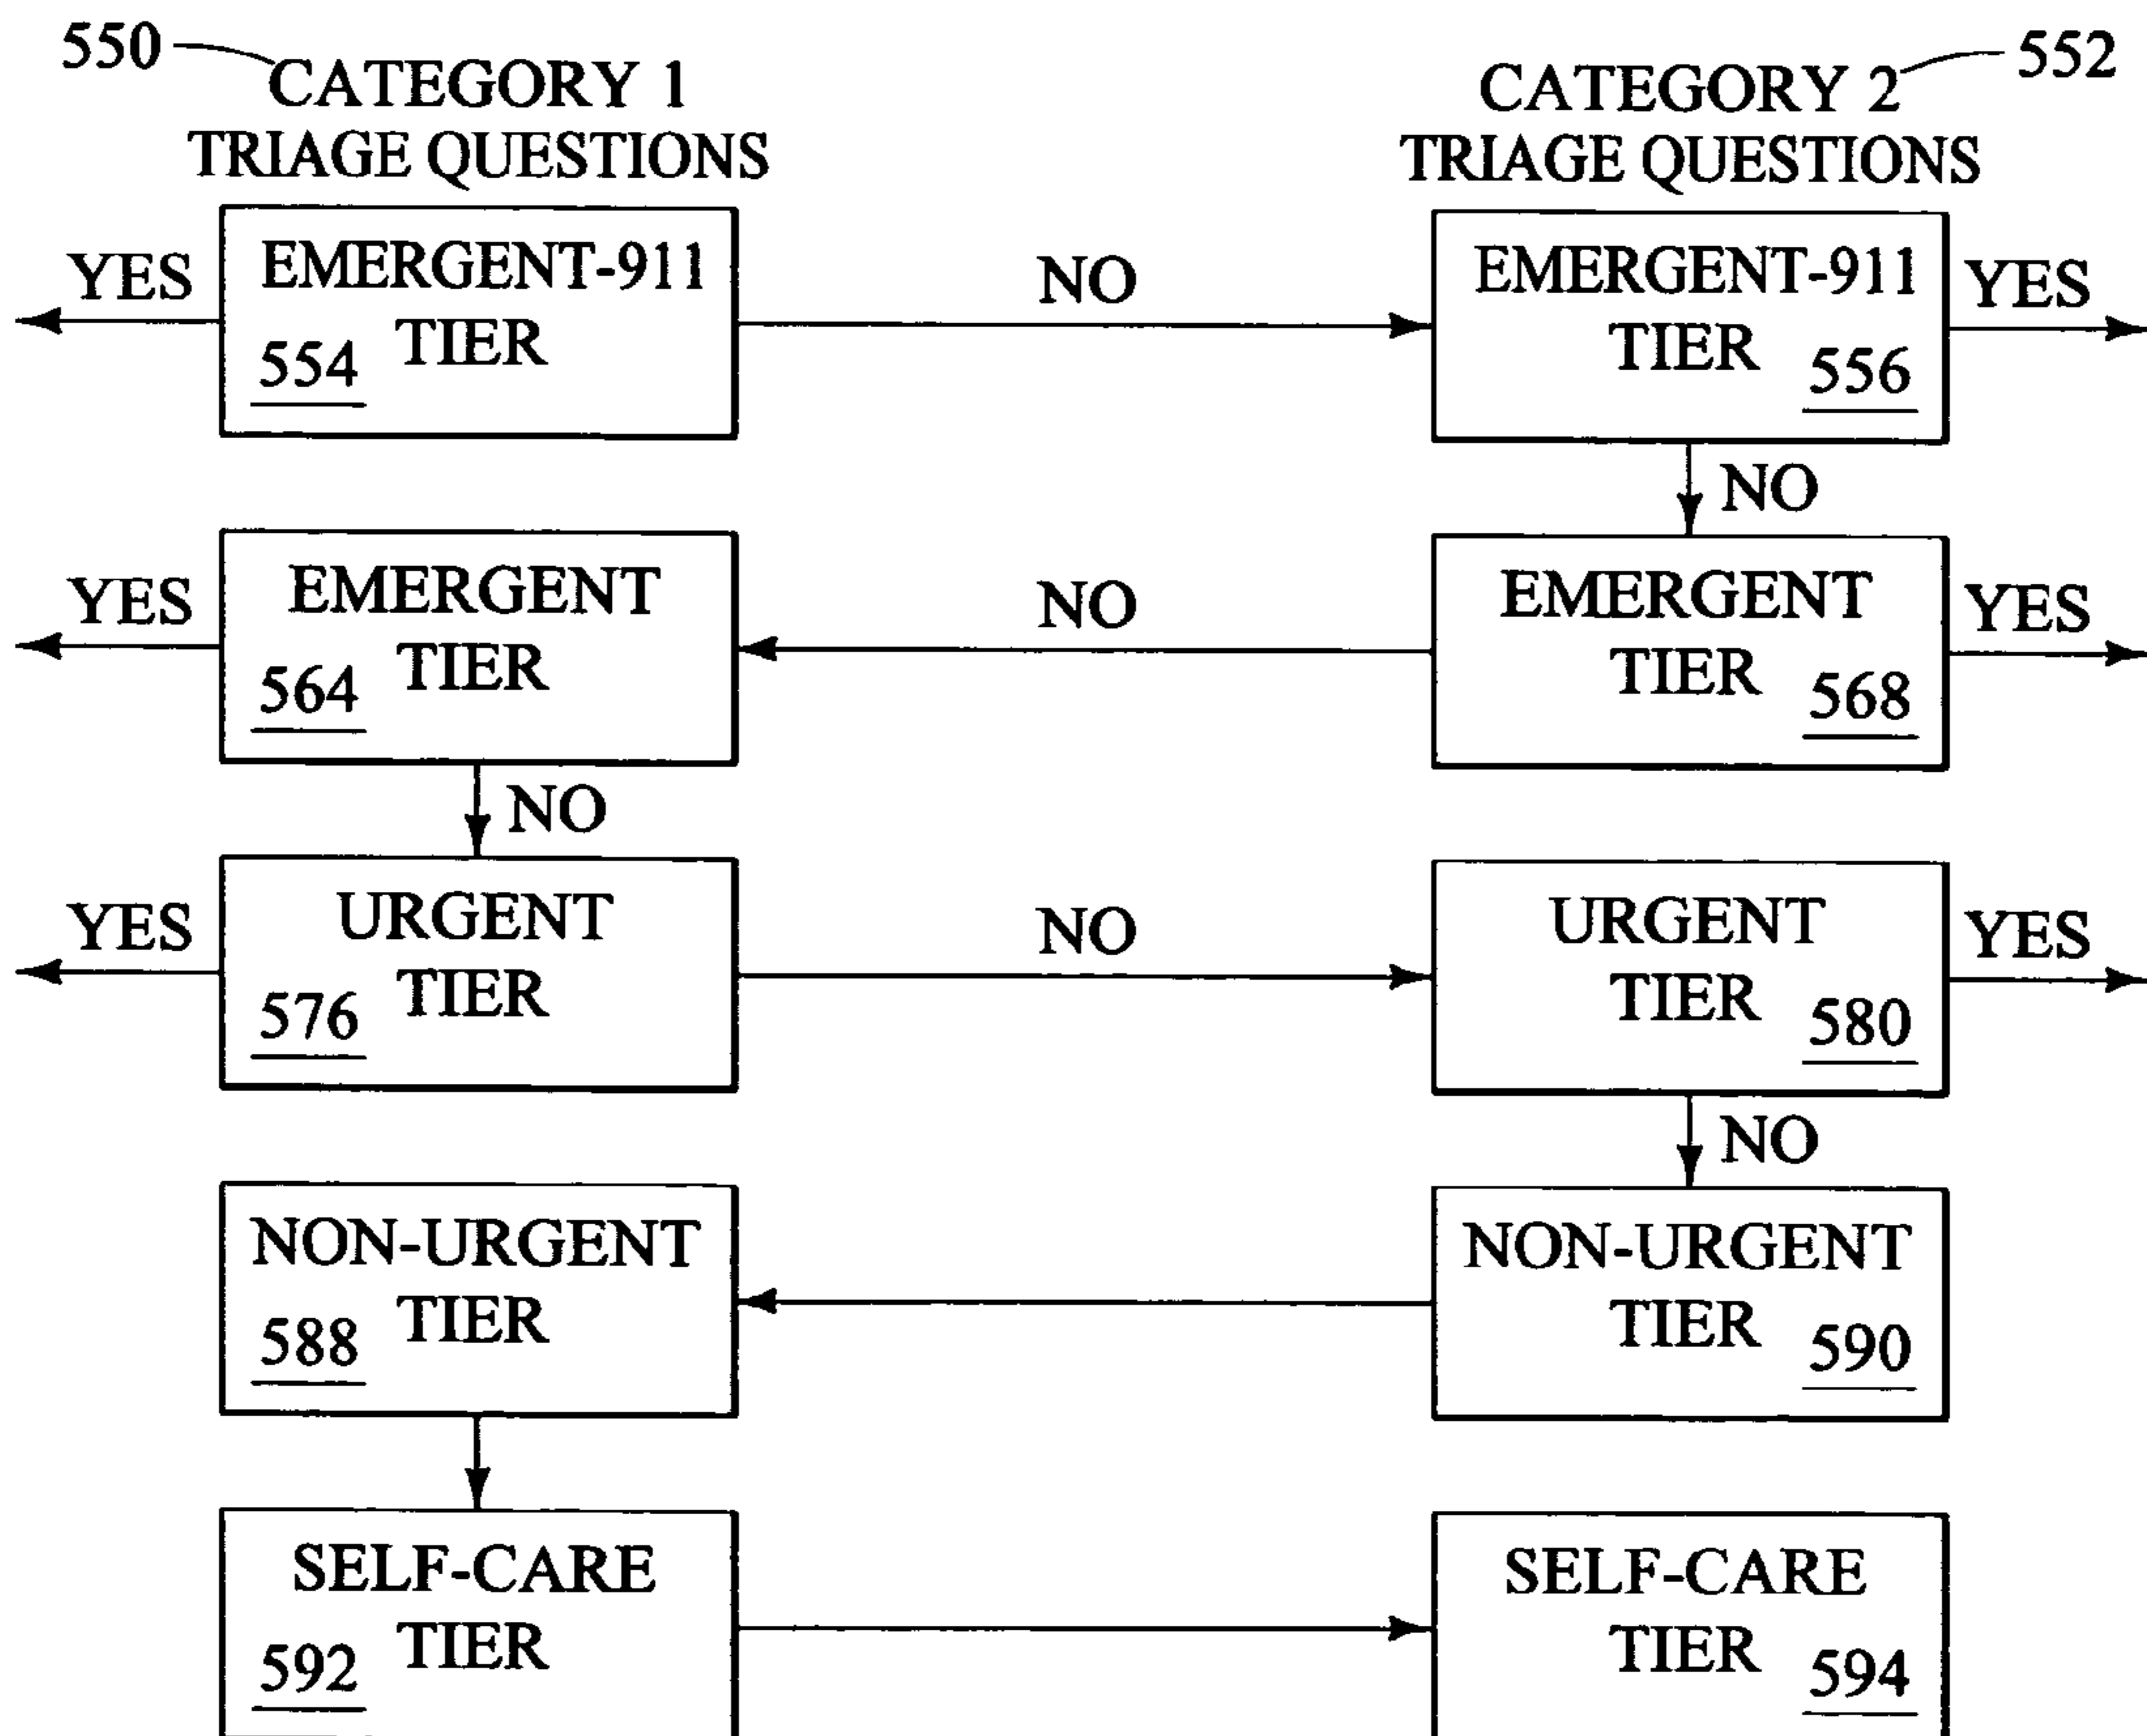 550
CATEGORY 1
TRIAGE QUESTIONS
552
CATEGORY 2
TRIAGE QUESTIONS
YES
EMERGENT-911
TIER
554
NO
EMERGENT-911
TIER
556
YES
NO
YES
EMERGENT
TIER
564
NO
EMERGENT
TIER
568
YES
NO
YES
URGENT
TIER
576
NO
URGENT
TIER
580
YES
NO
NON-URGENT
TIER
588
NON-URGENT
TIER
590
SELF-CARE
TIER
592
SELF-CARE
TIER
594